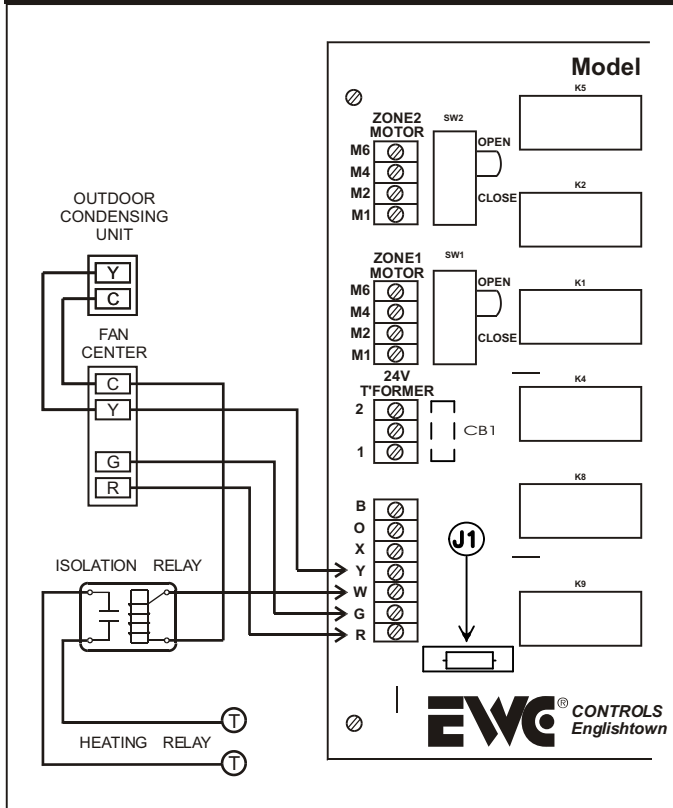 Model
K5
ZONE2
MOTOR
SW2
M6
M4
M2
M1
OPEN
CLOSE
K2
OUTDOOR
CONDENSING
UNIT
Y
C
ZONE1
MOTOR
SW1
M6
M4
M2
M1
OPEN
CLOSE
K1
FAN
CENTER
C
Y
G
R
24V
T'FORMER
2
1
CB1
K4
K8
B
O
X
Y
W
G
R
J1
K9
ISOLATION RELAY
T
HEATING RELAY
T
EWC® CONTROLS
Englishtown